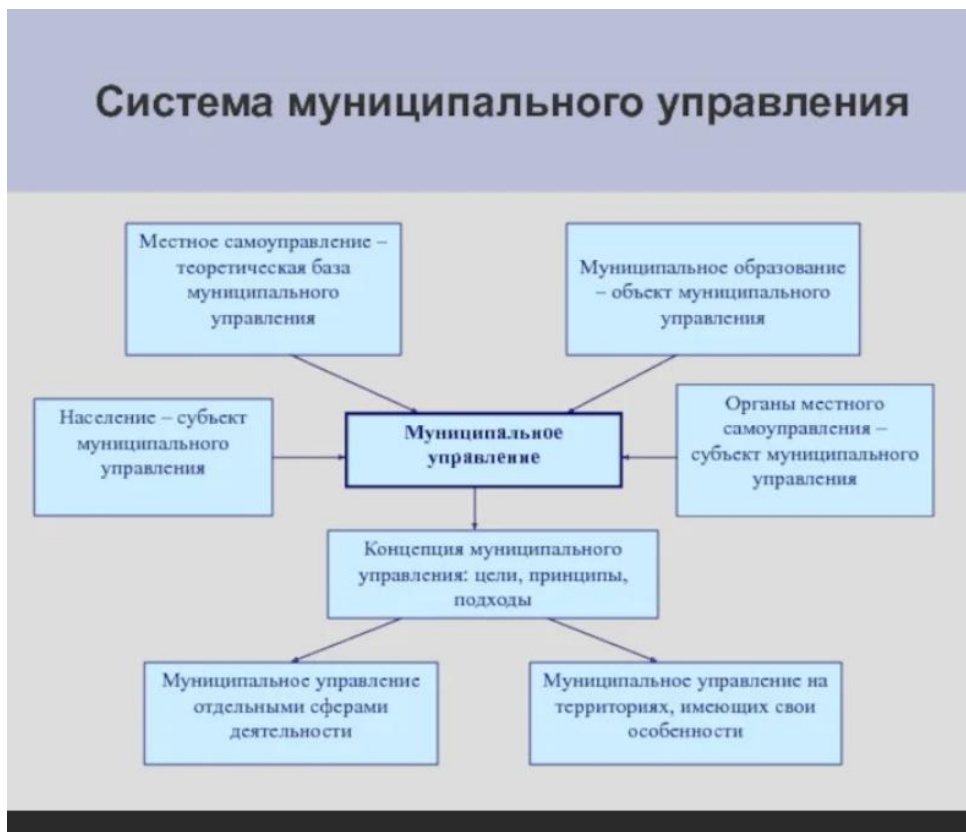 Система муниципального управления
Местное самоуправление –
теоретическая база
муниципального
управления
Муниципальное образование
– объект муниципального
управления
Население – субъект
муниципального
управления
Муниципальное
управление
Органы местного
самоуправления –
субъект муниципального
управления
Концепция муниципального
управления: цели, принципы,
подходы
Муниципальное управление
отдельными сферами
деятельности
Муниципальное управление на
территориях, имеющих свои
особенности